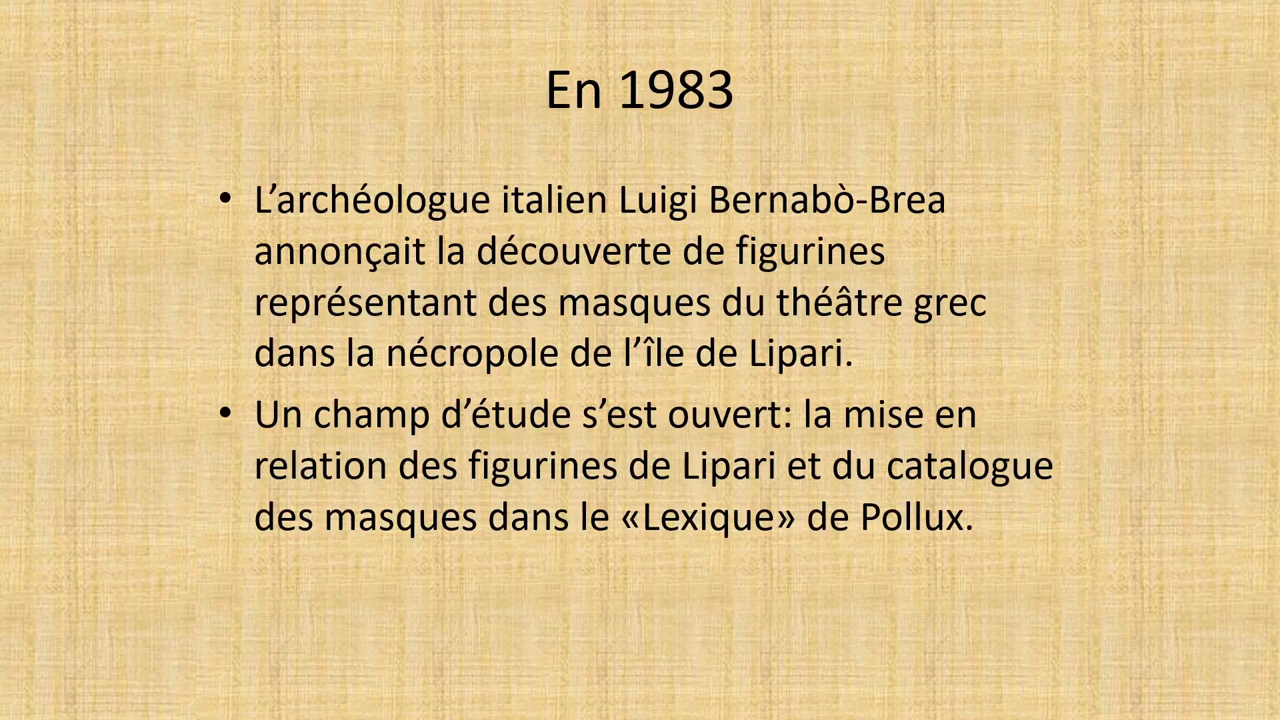 En 1983
• L’archéologue italien Luigi Bernabò-Brea
annonçait la découverte de figurines
représentant des masques du théâtre grec
dans la nécropole de l’île de Lipari.
• Un champ d’étude s’est ouvert: la mise en
relation des figurines de Lipari et du catalogue
des masques dans le «Lexique» de Pollux.